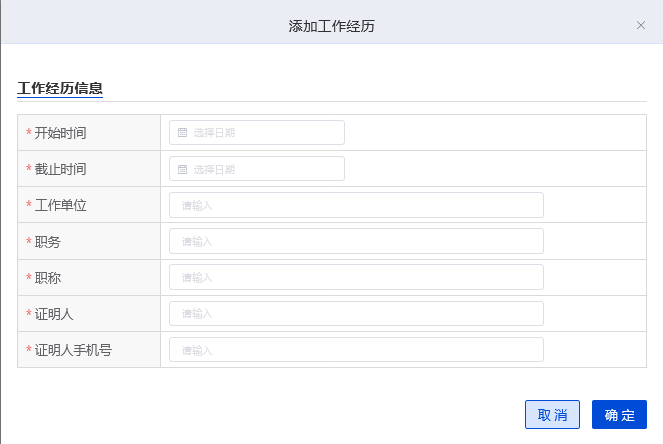 添加工作经历
工作经历信息
* 开始时间 选择日期
* 截止时间 选择日期
* 工作单位 请输入
* 职务 请输入
* 职称 请输入
* 证明人 请输入
* 证明人手机号 请输入
取消 确定